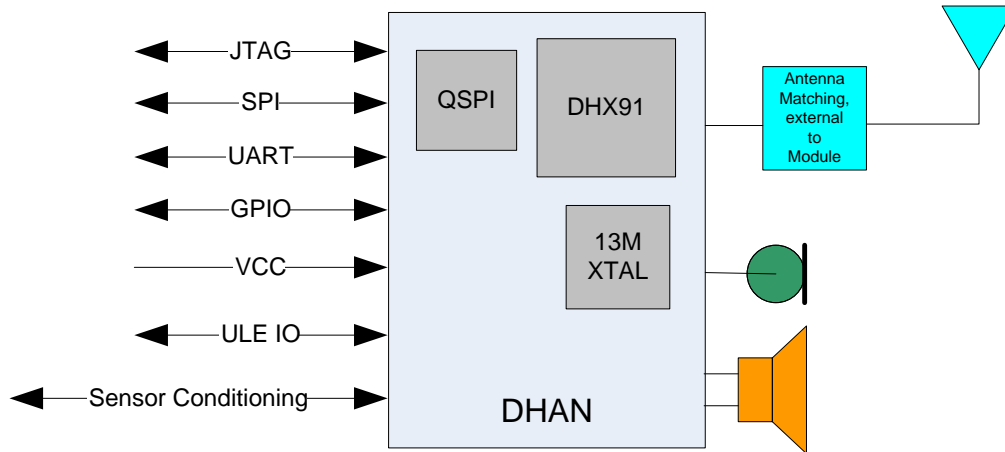 JTAG
SPI
UART
GPIO
VCC
ULE IO
Sensor Conditioning
QSPI
DHX91
13M
XTAL
DHAN
Antenna
Matching,
external
to
Module